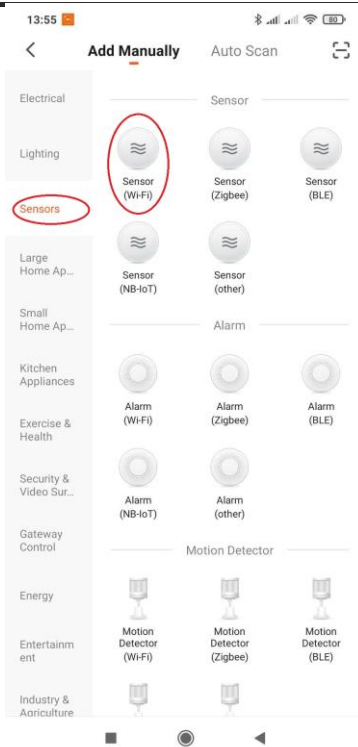 13:55
80
Add Manually
Auto Scan
Electrical
Lighting
Sensors
Large
Home Ap...
Small
Home Ap...
Kitchen
Appliances
Exercise &
Health
Security &
Video Sur...
Gateway
Control
Energy
Entertainm
ent
Industry &
Agriculture
Sensor
Sensor
(Wi-Fi)
Sensor
(Zigbee)
Sensor
(BLE)
Sensor
(NB-IoT)
Sensor
(other)
Alarm
Alarm
(Wi-Fi)
Alarm
(Zigbee)
Alarm
(BLE)
Alarm
(NB-IoT)
Alarm
(other)
Motion Detector
Motion
Detector
(Wi-Fi)
Motion
Detector
(Zigbee)
Motion
Detector
(BLE)